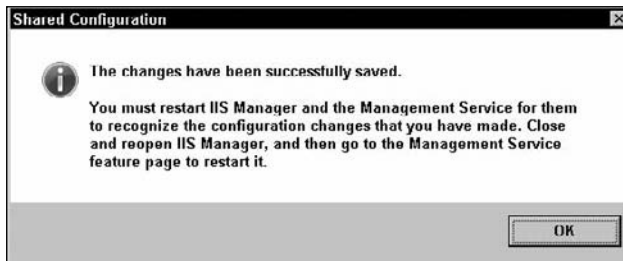 Shared Configuration
The changes have been successfully saved.
You must restart IIS Manager and the Management Service for them
to recognize the configuration changes that you have made. Close
and reopen IIS Manager, and then go to the Management Service
feature page to restart it.
OK